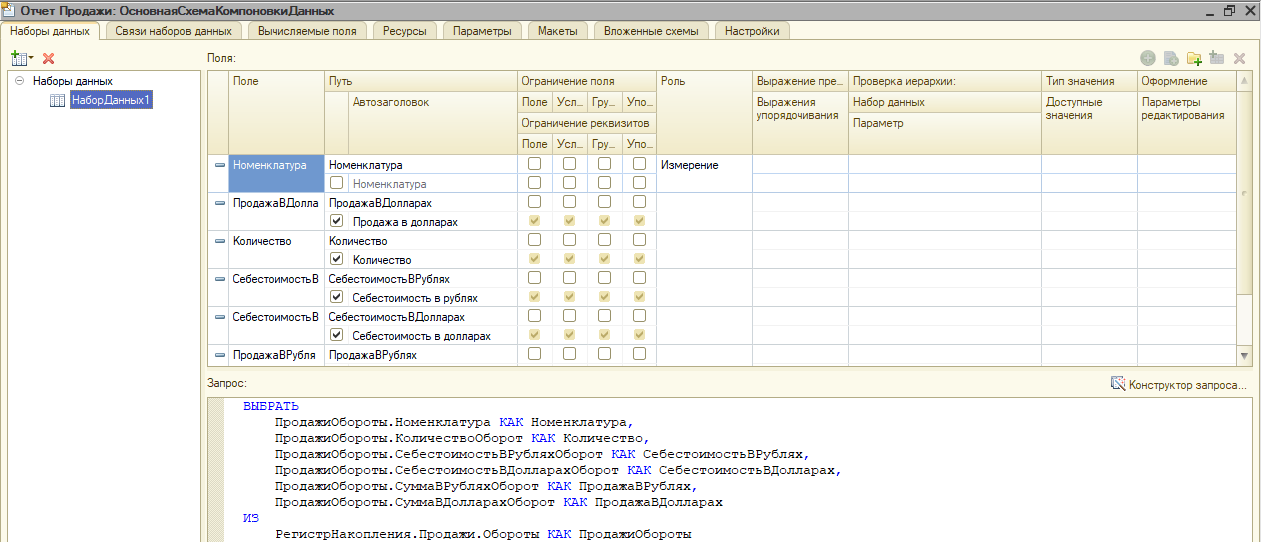 Отчет Продажи: ОсновнаяСхемаКомпоновкиДанных
Наборы данных Связи наборов данных Вычисляемые поля Ресурсы Параметры Макеты Вложенные схемы Настройки
Поля:
Наборы данных
НаборДанных1
Поле Путь Ограничение поля Роль Выражение пре... Проверка иерархии: Тип значения Оформление
Автозаголовок Поле Усл... Гру... Упо... Выражения упорядочивания Набор данных Доступные значения Параметры редактирования
Ограничение реквизитов Параметр
Поле Усл... Гру... Упо...
Номенклатура Номенклатура Измерение
Номенклатура
ПродажаВДолла ПродажаВДолларах
Продажа в долларах
Количество Количество
Количество
СебестоимостьВ СебестоимостьВРублях
Себестоимость в рублях
СебестоимостьВ СебестоимостьВДолларах
Себестоимость в долларах
ПродажаВРубля ПродажаВРублях
Запрос: Конструктор запроса...
ВЫБРАТЬ
ПродажиОбороты.Номенклатура КАК Номенклатура,
ПродажиОбороты.КоличествоОборот КАК Количество,
ПродажиОбороты.СебестоимостьВРубляхОборот КАК СебестоимостьВРублях,
ПродажиОбороты.СебестоимостьВДолларахОборот КАК СебестоимостьВДолларах,
ПродажиОбороты.СуммаВРубляхОборот КАК ПродажаВРублях,
ПродажиОбороты.СуммаВДолларахОборот КАК ПродажаВДолларах
ИЗ
РегистрНакопления.Продажи.Обороты КАК ПродажиОбороты